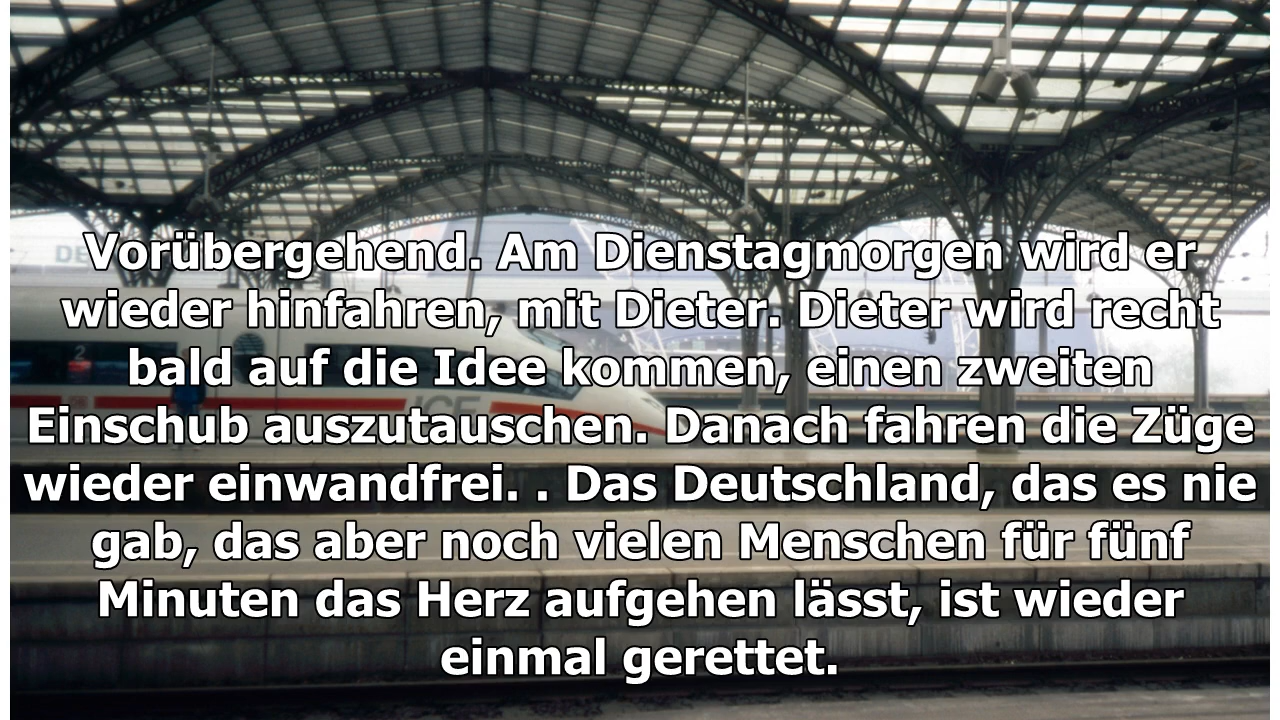 Vorübergehend. Am Dienstagmorgen wird er
wieder hinfahren, mit Dieter. Dieter wird recht
bald auf die Idee kommen, einen zweiten
Einschub auszutauschen. Danach fahren die Züge
wieder einwandfrei. . Das Deutschland, das es nie
gab, das aber noch vielen Menschen für fünf
Minuten das Herz aufgehen lässt, ist wieder
einmal gerettet.
2
ICE